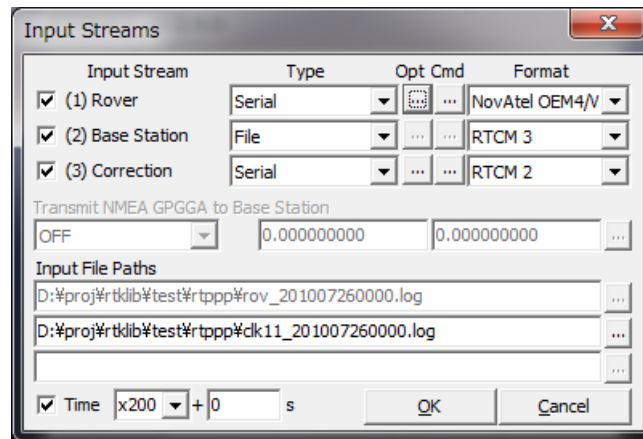 Input Streams
Input Stream Type Opt Cmd Format
(1) Rover Serial ... ... NovAtel OEM4/V
(2) Base Station File ... ... RTCM 3
(3) Correction Serial ... ... RTCM 2
Transmit NMEA GPGGA to Base Station
OFF 0.000000000 0.000000000 ...
Input File Paths
D:¥proj¥rtklib¥test¥rtppp¥rov_201007260000.log ...
D:¥proj¥rtklib¥test¥rtppp¥clk11_201007260000.log ...
...
Time x200 + 0 s OK Cancel